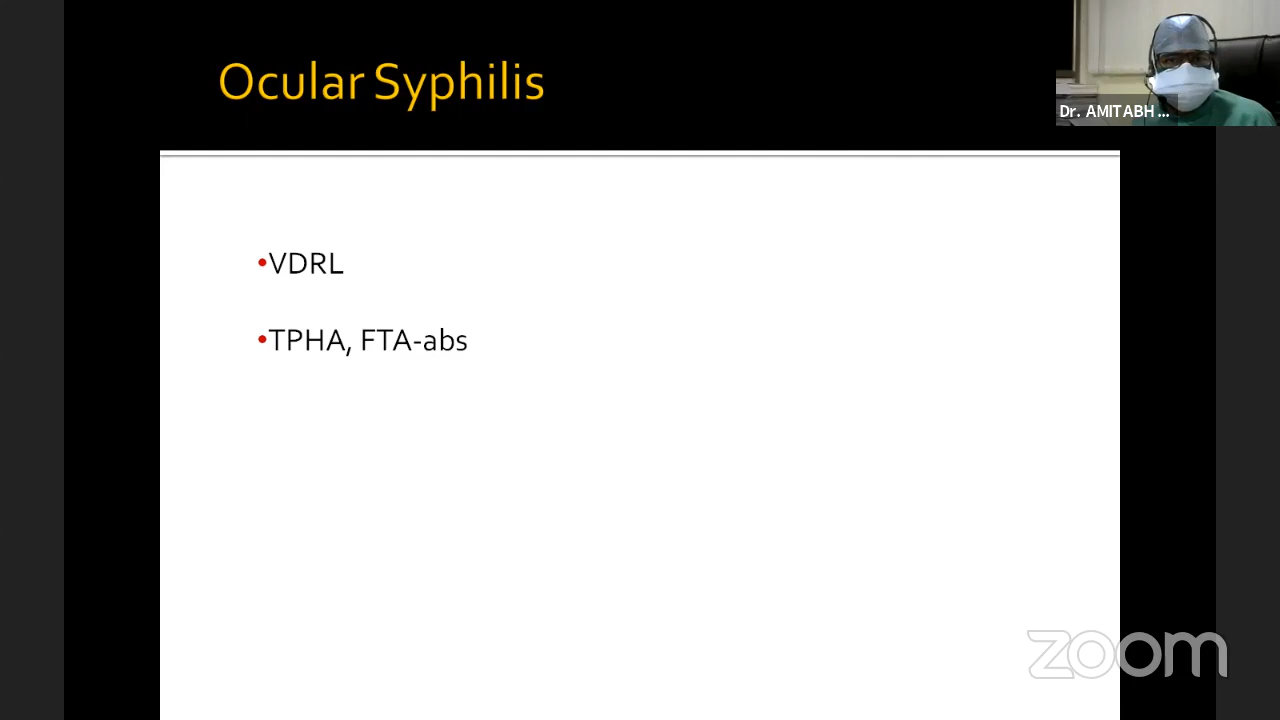 Ocular Syphilis
Dr. AMITABH ...
•VDRL
•TPHA, FTA-abs
zoom